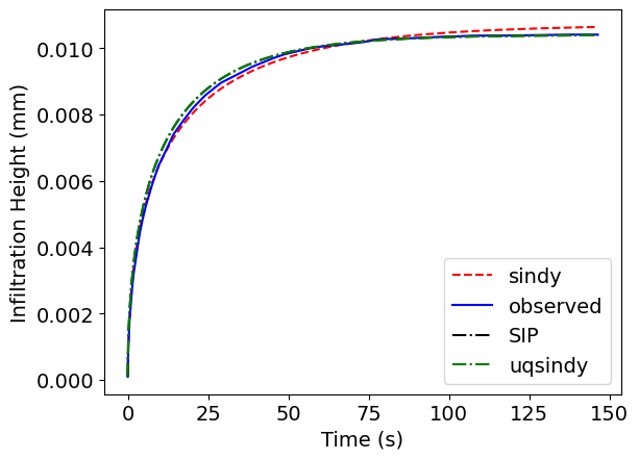 0.010
0.008
0.006
0.004
0.002
0.000
Infiltration Height (mm)
sindy
observed
SIP
uqsindy
0 25 50 75 100 125 150
Time (s)